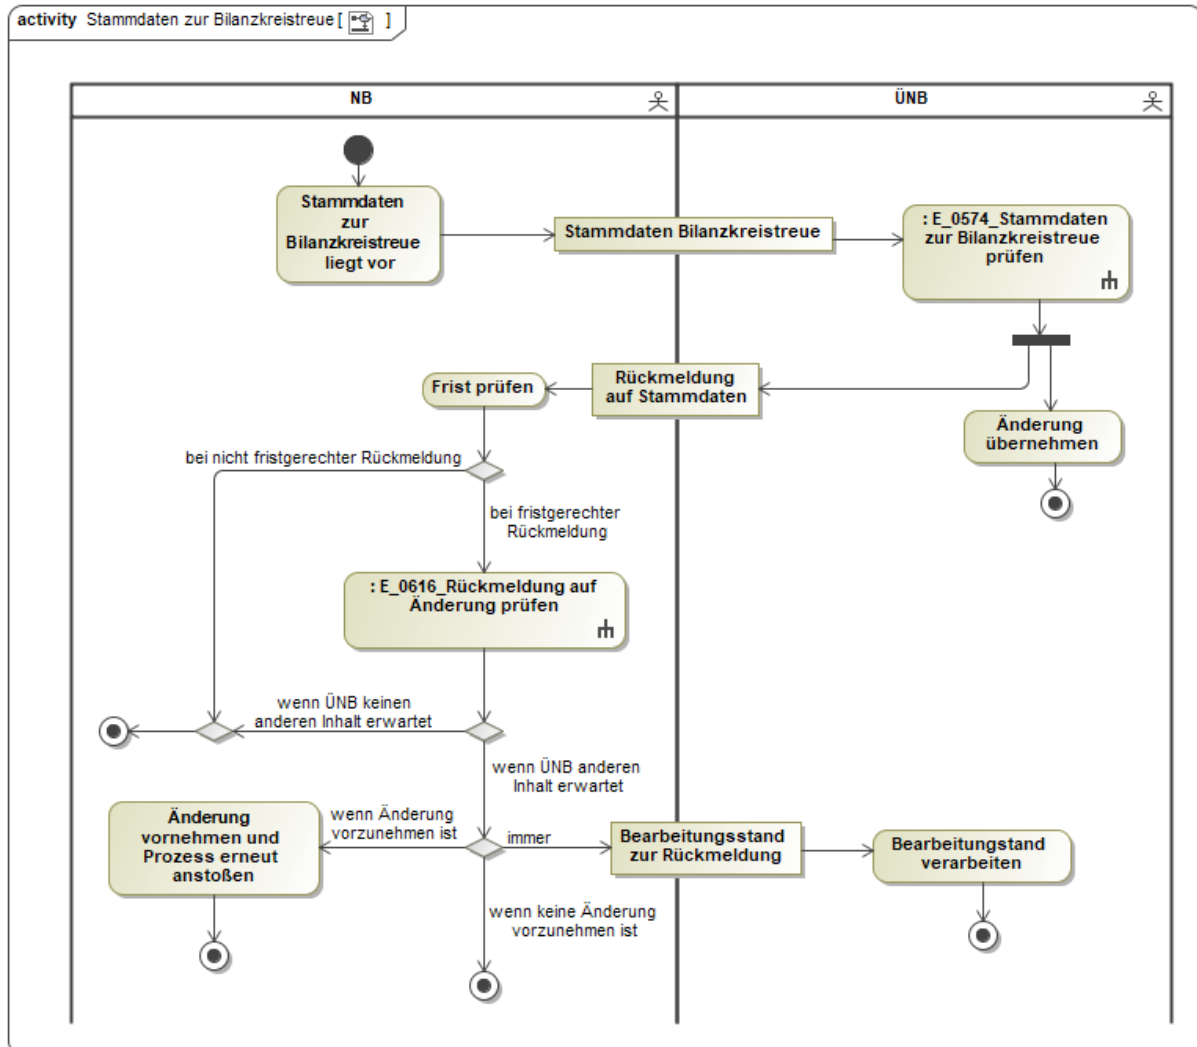 activity Stammdaten zur Bilanzkreistreue [ ]
NB
ÜNB
Stammdaten
zur
Bilanzkreistreue
liegt vor
Stammdaten Bilanzkreistreue
: E_0574_Stammdaten
zur Bilanzkreistreue
prüfen
Frist prüfen
Rückmeldung
auf Stammdaten
Änderung
übernehmen
bei nicht fristgerechter Rückmeldung
bei fristgerechter
Rückmeldung
: E_0616_Rückmeldung auf
Änderung prüfen
wenn ÜNB keinen
anderen Inhalt erwartet
wenn ÜNB anderen
Inhalt erwartet
Änderung
vornehmen und
Prozess erneut
anstoßen
wenn Änderung
vorzunehmen ist
immer
Bearbeitungsstand
zur Rückmeldung
Bearbeitungstand
verarbeiten
wenn keine Änderung
vorzunehmen ist